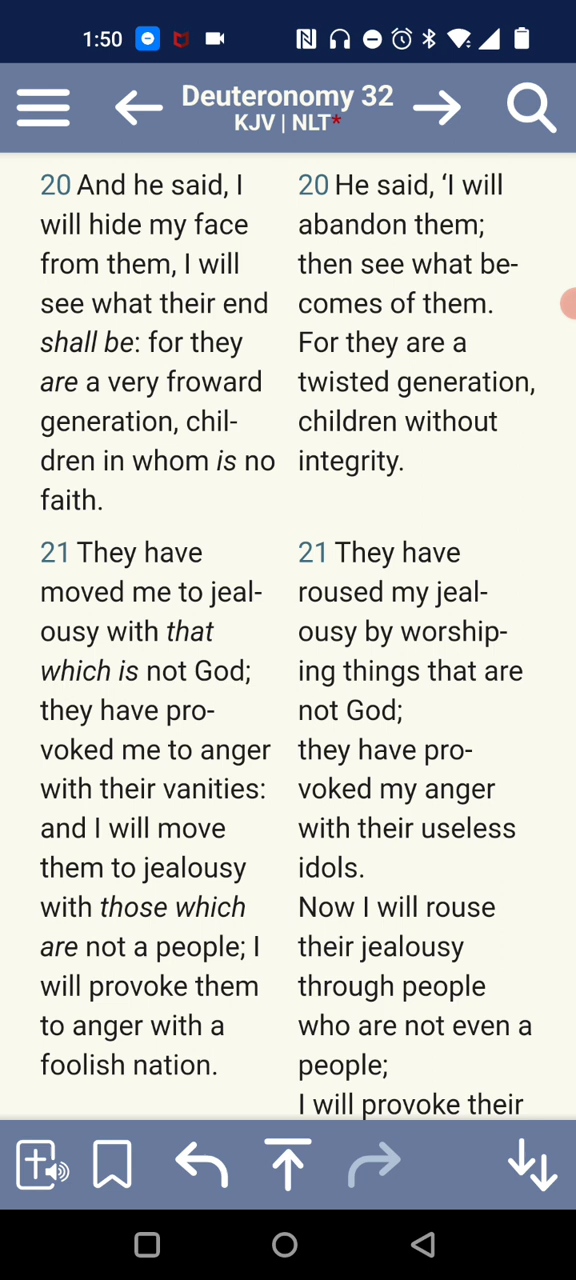 1:50
Deuteronomy 32
KJV | NLT*
20 And he said, I
will hide my face
from them, I will
see what their end
shall be: for they
are a very froward
generation, chil-
dren in whom is no
faith.
21 They have
moved me to jeal-
ousy with that
which is not God;
they have pro-
voked me to anger
with their vanities:
and I will move
them to jealousy
with those which
are not a people; I
will provoke them
to anger with a
foolish nation.
20 He said, ‘I will
abandon them;
then see what be-
comes of them.
For they are a
twisted generation,
children without
integrity.
21 They have
roused my jeal-
ousy by worship-
ing things that are
not God;
they have pro-
voked my anger
with their useless
idols.
Now I will rouse
their jealousy
through people
who are not even a
people;
I will provoke their